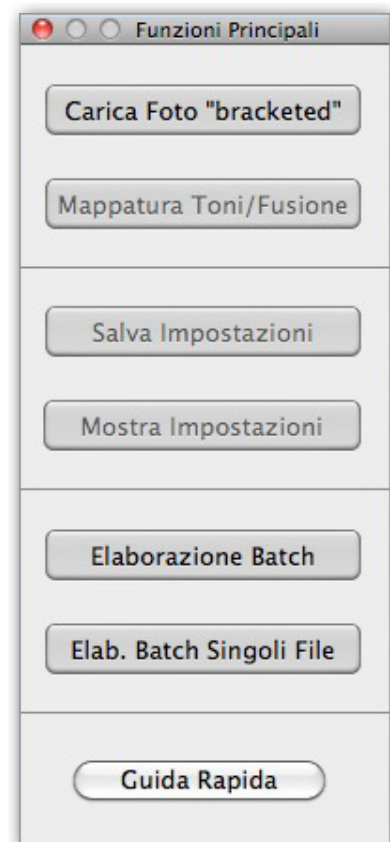 Funzioni Principali
Carica Foto "bracketed"
Mappatura Toni/Fusione
Salva Impostazioni
Mostra Impostazioni
Elaborazione Batch
Elab. Batch Singoli File
Guida Rapida